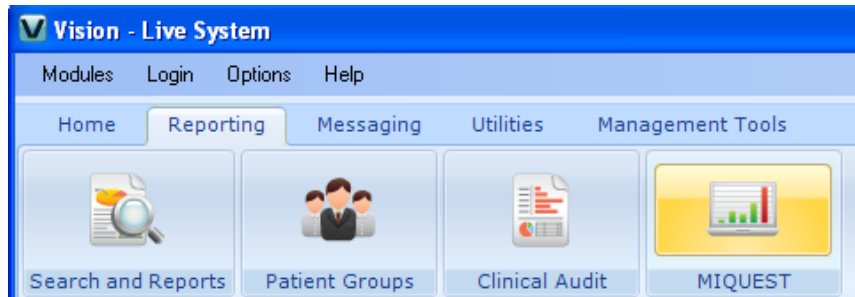 Vision - Live System
Modules Login Options Help
Home Reporting Messaging Utilities Management Tools
Search and Reports Patient Groups Clinical Audit MIQUEST